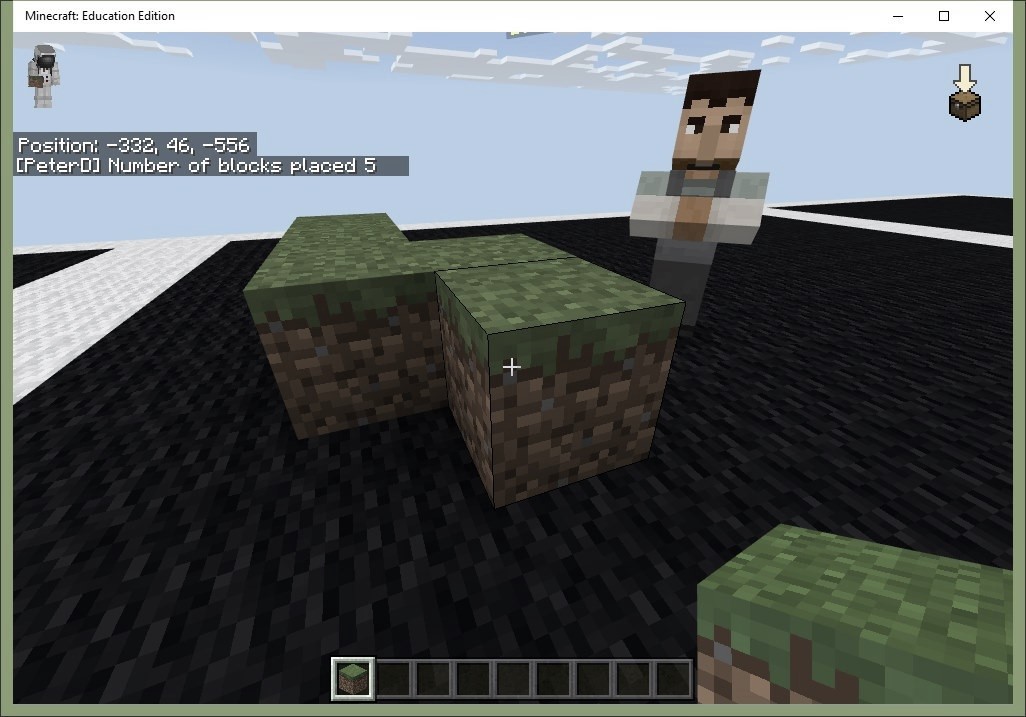 Minecraft: Education Edition
Position: -332, 46, -556
[PeterD] Number of blocks placed 5